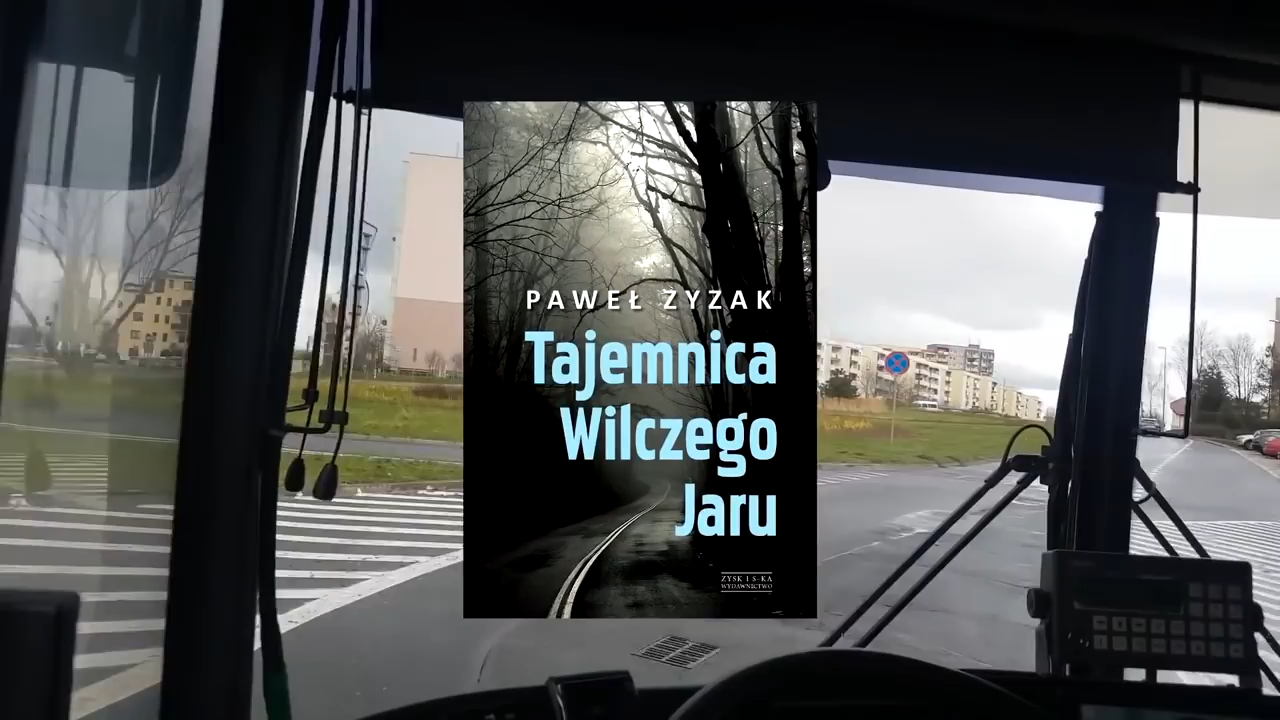 PAWEŁ ZYZAK
Tajemnica
Wilczego
Jaru
ZYSK I S-KA
WYDAWNICTWO